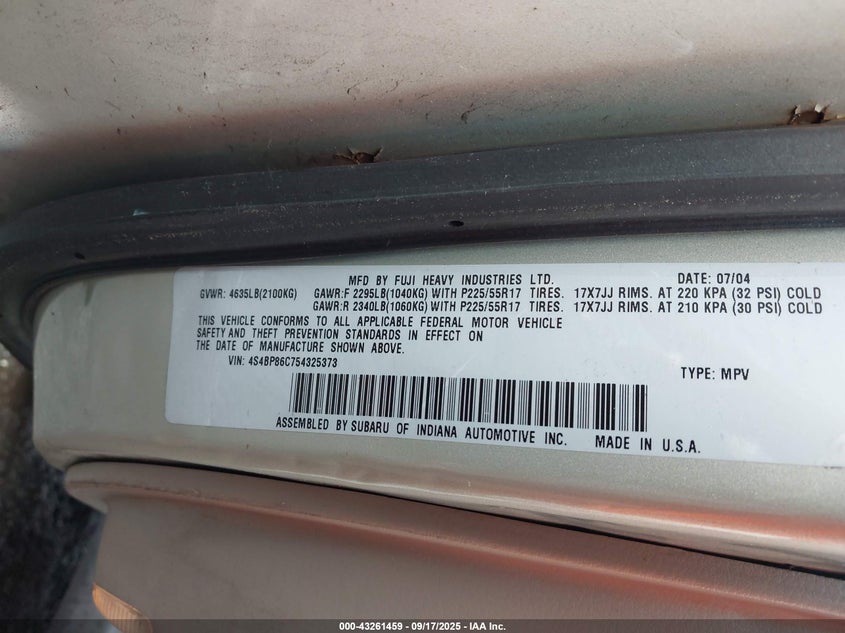 MFD BY FUJI HEAVY INDUSTRIES LTD. DATE: 07/04
GVWR: 4635LB(2100KG) GAWR:F 2295LB(1040KG) WITH P225/55R17 TIRES. 17X7JJ RIMS. AT 220 KPA (32 PSI) COLD
GAWR:R 2340LB(1060KG) WITH P225/55R17 TIRES. 17X7JJ RIMS. AT 210 KPA (30 PSI) COLD
THIS VEHICLE CONFORMS TO ALL APPLICABLE FEDERAL MOTOR VEHICLE
SAFETY AND THEFT PREVENTION STANDARDS IN EFFECT ON
THE DATE OF MANUFACTURE SHOWN ABOVE.
VIN: 4S4BP86C754325373 TYPE: MPV
ASSEMBLED BY SUBARU OF INDIANA AUTOMOTIVE INC. MADE IN U.S.A.
000-43261459 - 09/17/2025 - IAA Inc.